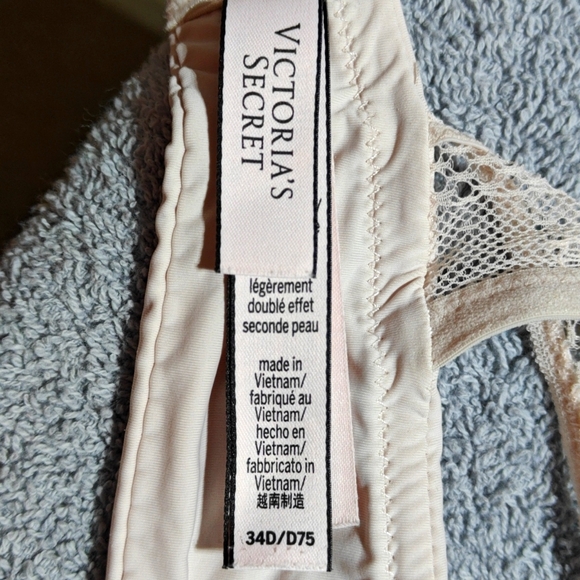 VICTORIA'S
SECRET
légèrement
doublé effet
seconde peau
made in
Vietnam/
fabriqué au
Vietnam/
hecho en
Vietnam/
fabbricato in
Vietnam/
越南制造
34D/D75